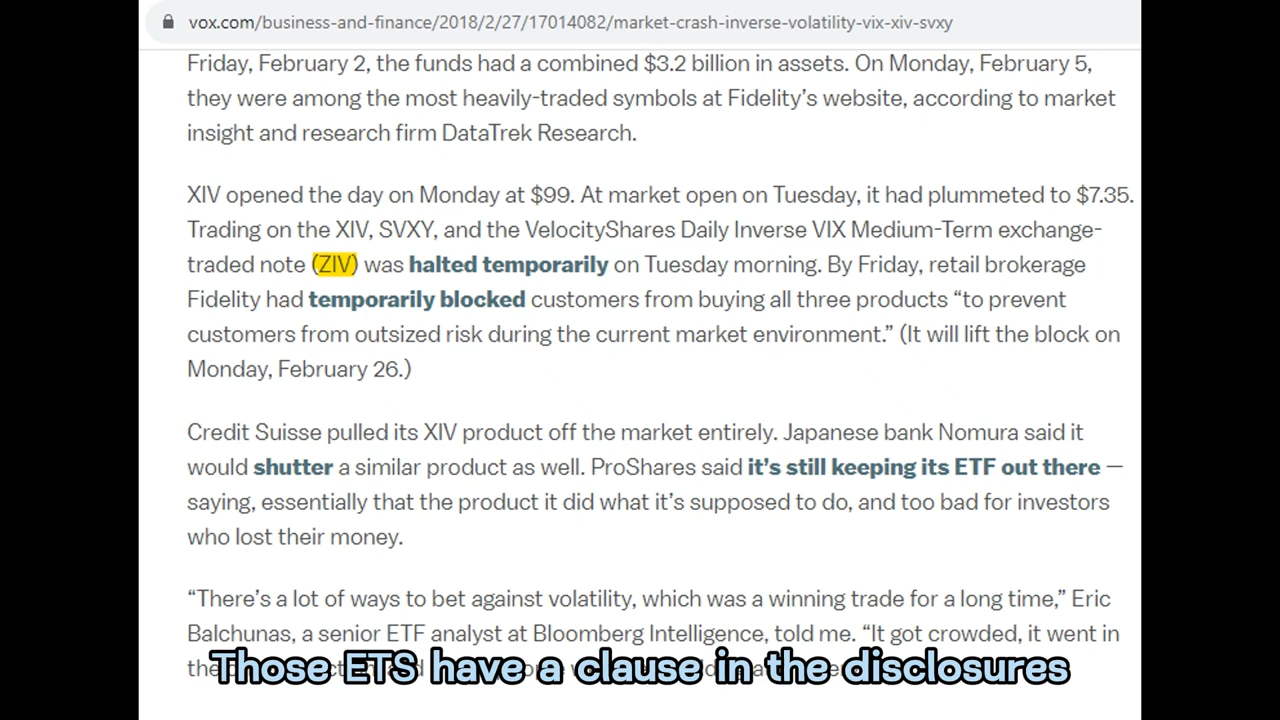 vox.com/business-and-finance/2018/2/27/17014082/market-crash-inverse-volatility-vix-xiv-svxy
Friday, February 2, the funds had a combined $3.2 billion in assets. On Monday, February 5,
they were among the most heavily-traded symbols at Fidelity’s website, according to market
insight and research firm DataTrek Research.
XIV opened the day on Monday at $99. At market open on Tuesday, it had plummeted to $7.35.
Trading on the XIV, SVXY, and the VelocityShares Daily Inverse VIX Medium-Term exchange-
traded note (ZIV) was halted temporarily on Tuesday morning. By Friday, retail brokerage
Fidelity had temporarily blocked customers from buying all three products “to prevent
customers from outsized risk during the current market environment.” (It will lift the block on
Monday, February 26.)
Credit Suisse pulled its XIV product off the market entirely. Japanese bank Nomura said it
would shutter a similar product as well. ProShares said it’s still keeping its ETF out there —
saying, essentially that the product it did what it’s supposed to do, and too bad for investors
who lost their money.
“There’s a lot of ways to bet against volatility, which was a winning trade for a long time,” Eric
Balchunas, a senior ETF analyst at Bloomberg Intelligence, told me. “It got crowded, it went in
Those ETS have a clause in the disclosures